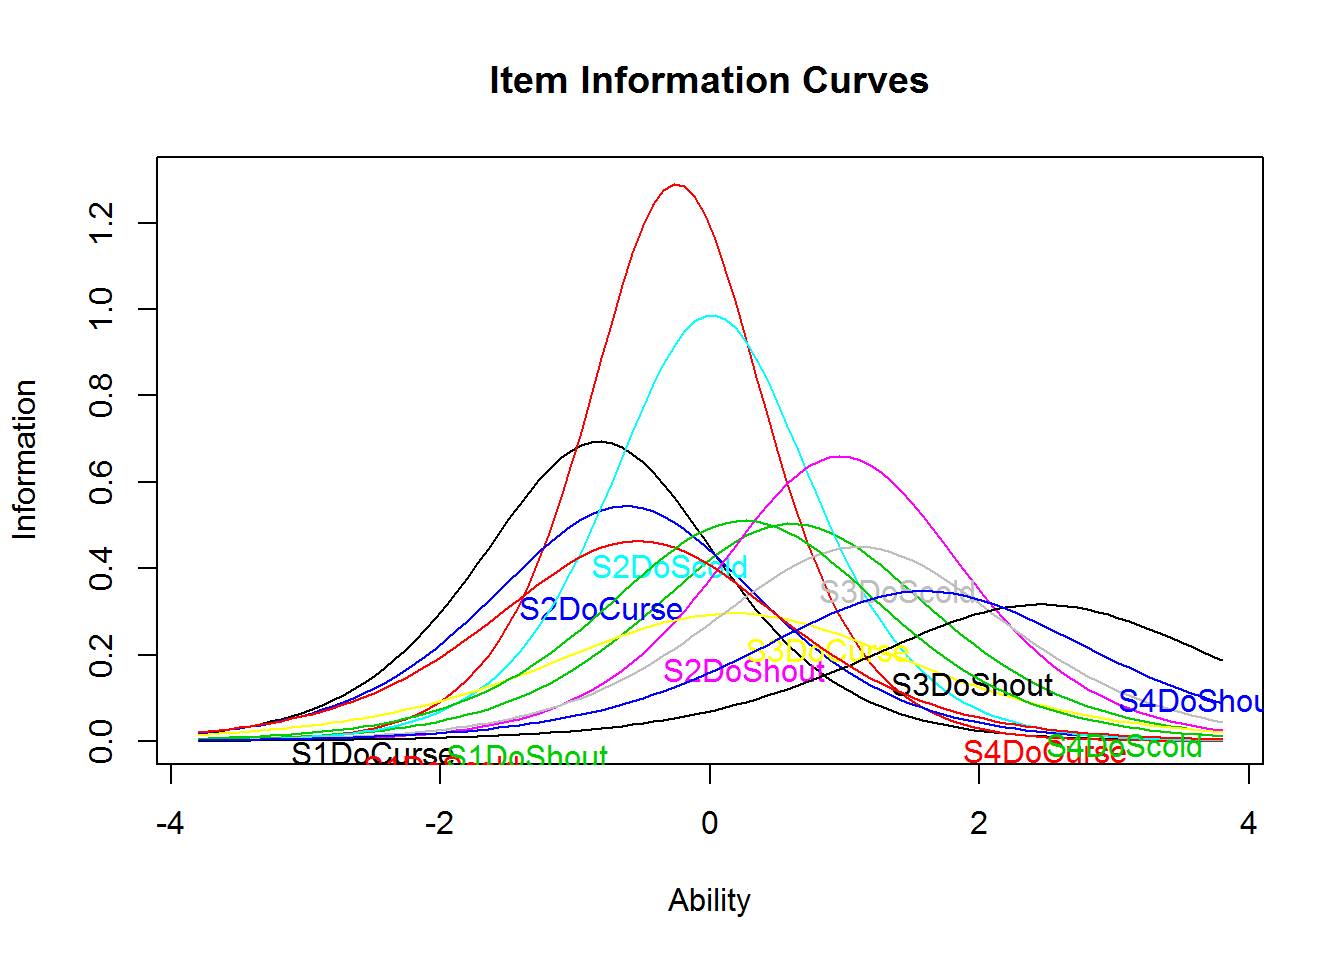 Item Information Curves
1.2
1.0
0.8
0.6
0.4
0.2
0.0
Information
S2DoScold
S3DoScold
S2DoCurse
S3DoCurse
S2DoShout
S3DoShout
S4DoShou
S1DoCurse
S1DoShout
S4DoCurse
S4DoScold
-4
-2
0
2
4
Ability